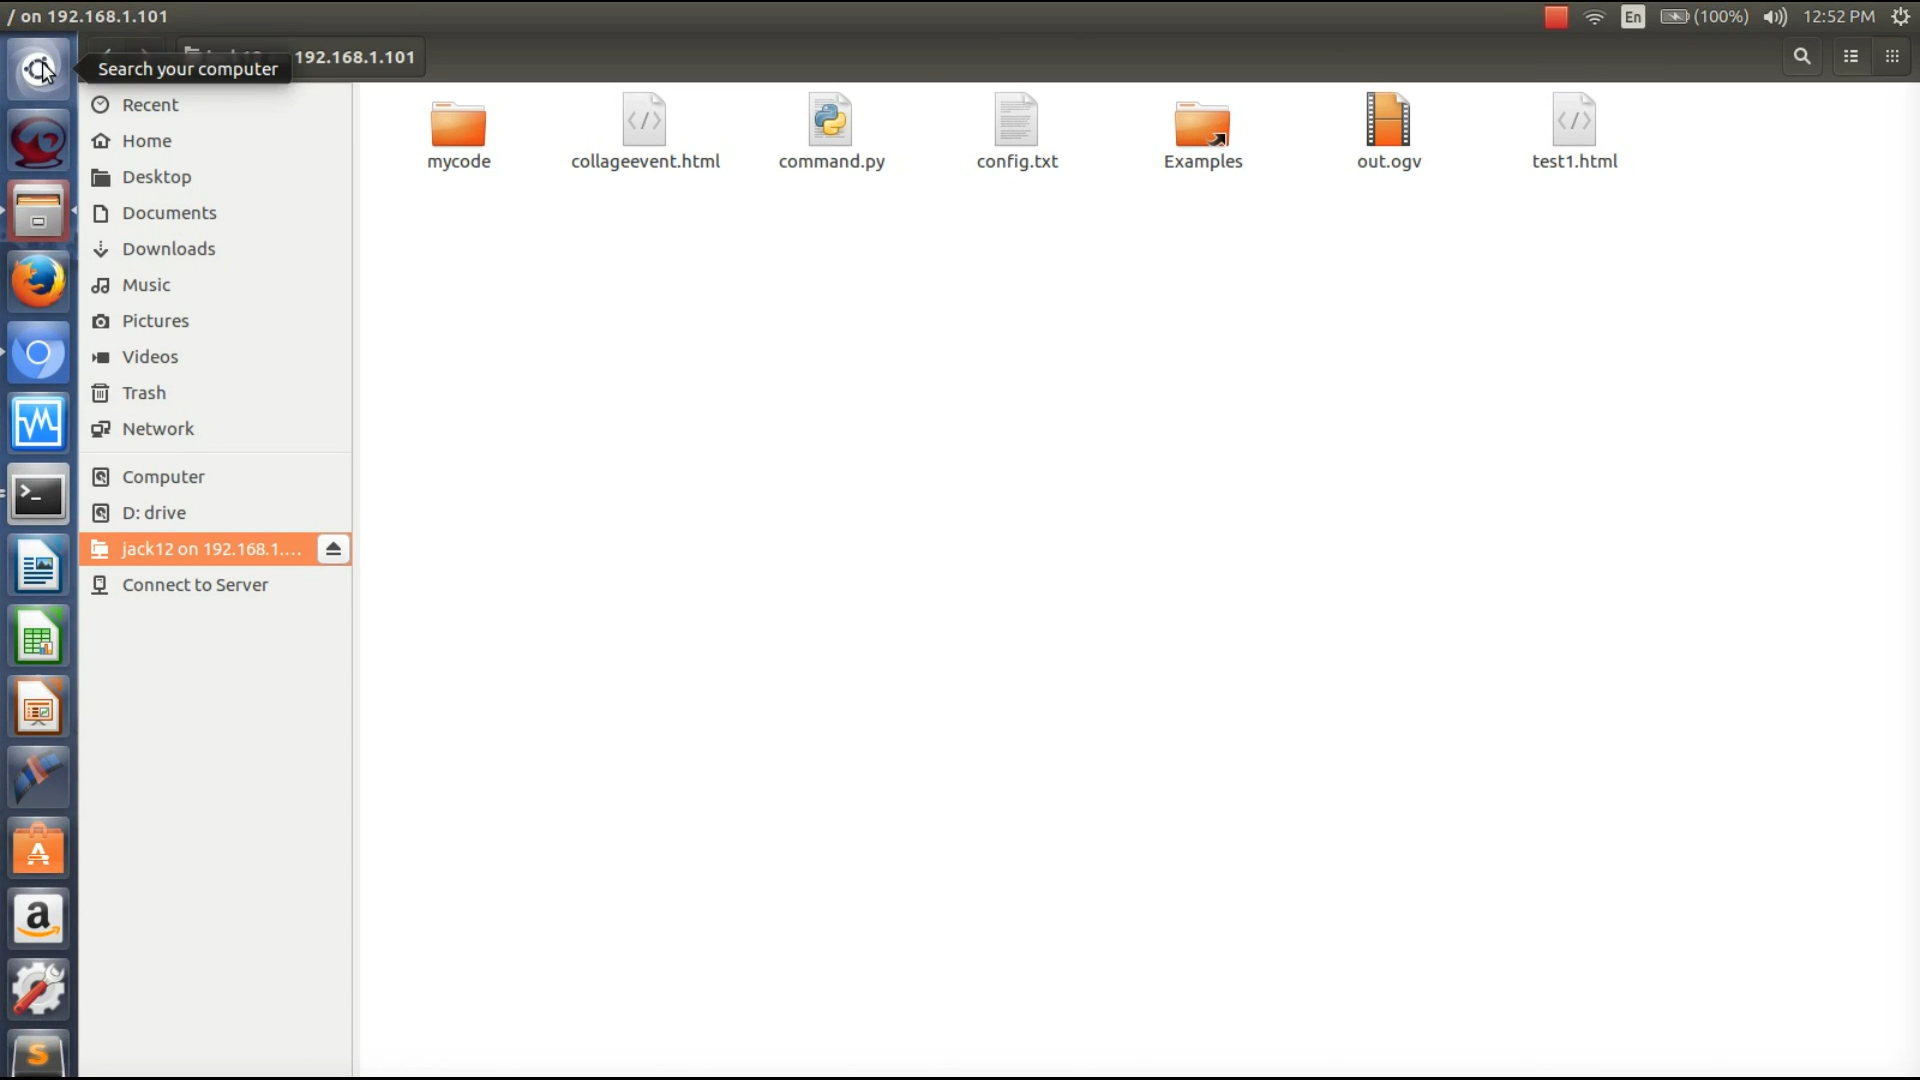 / on 192.168.1.101
En
(100%)
12:52 PM
192.168.1.101
Search your computer
Recent
Home
Desktop
Documents
Downloads
Music
Pictures
Videos
Trash
Network
Computer
D: drive
jack12 on 192.168.1....
Connect to Server
mycode
collageevent.html
command.py
config.txt
Examples
out.ogv
test1.html